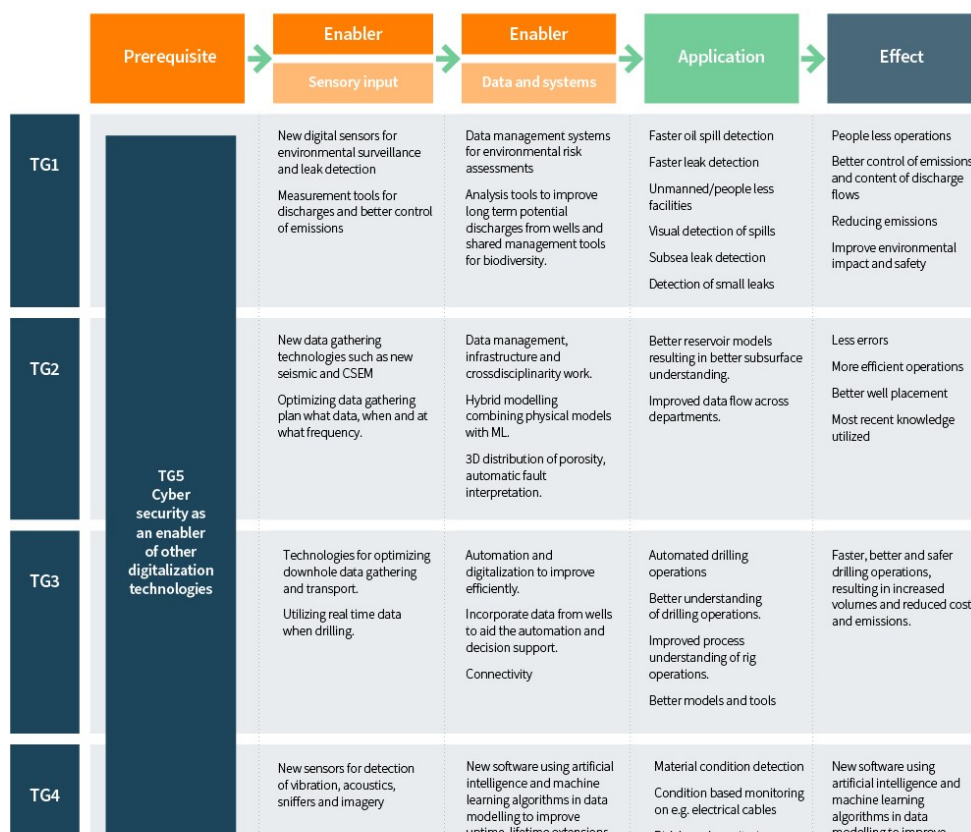 Prerequisite
Enabler
Sensory input
Enabler
Data and systems
Application
Effect
TG5
Cyber
security as
an enabler
of other
digitalization
technologies
TG1
New digital sensors for
environmental surveillance
and leak detection
Measurement tools for
discharges and better control
of emissions
Data management systems
for environmental risk
assessments
Analysis tools to improve
long term potential
discharges from wells and
shared management tools
for biodiversity.
Faster oil spill detection
Faster leak detection
Unmanned/people less
facilities
Visual detection of spills
Subsea leak detection
Detection of small leaks
People less operations
Better control of emissions
and content of discharge
flows
Reducing emissions
Improve environmental
impact and safety
TG2
New data gathering
technologies such as new
seismic and CSEM
Optimizing data gathering
plan what data, when and at
what frequency.
Data management,
infrastructure and
crossdisciplinarity work.
Hybrid modelling
combining physical models
with ML.
3D distribution of porosity,
automatic fault
interpretation.
Better reservoir models
resulting in better subsurface
understanding.
Improved data flow across
departments.
Less errors
More efficient operations
Better well placement
Most recent knowledge
utilized
TG3
Technologies for optimizing
downhole data gathering
and transport.
Utilizing real time data
when drilling.
Automation and
digitalization to improve
efficiently.
Incorporate data from wells
to aid the automation and
decision support.
Connectivity
Automated drilling
operations
Better understanding
of drilling operations.
Improved process
understanding of rig
operations.
Better models and tools
Faster, better and safer
drilling operations,
resulting in increased
volumes and reduced cost
and emissions.
TG4
New sensors for detection
of vibration, acoustics,
sniffers and imagery
New software using artificial
intelligence and machine
learning algorithms in data
modelling to improve
uptime, lifetime extensions
Material condition detection
Condition based monitoring
on e.g. electrical cables
New software using
artificial intelligence and
machine learning
algorithms in data
modelling to improve